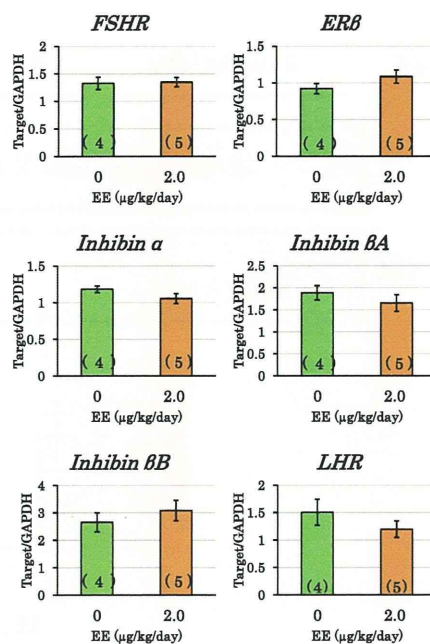 FSHR
Target/GAPDH
2
1.5
1
0.5
0
(4)
(5)
0
2.0
EE (μg/kg/day)
ERβ
Target/GAPDH
1.5
1
0.5
0
(4)
(5)
0
2.0
EE (μg/kg/day)
Inhibin α
Target/GAPDH
1.5
1
0.5
0
(4)
(5)
0
2.0
EE (μg/kg/day)
Inhibin βA
Target/GAPDH
2.5
2
1.5
1
0.5
0
(4)
(5)
0
2.0
EE (μg/kg/day)
Inhibin βB
Target/GAPDH
4
3
2
1
0
(4)
(5)
0
2.0
EE (μg/kg/day)
LHR
Target/GAPDH
2
1.5
1
0.5
0
(4)
(5)
0
2.0
EE (μg/kg/day)